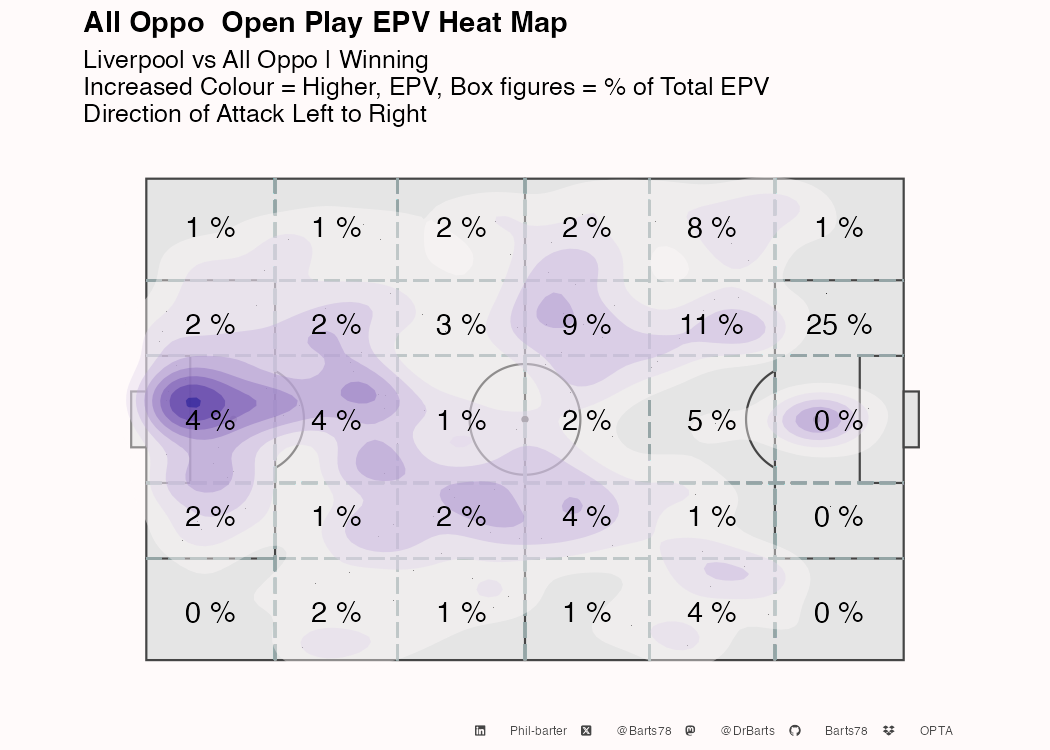 All Oppo  Open Play EPV Heat Map
Liverpool vs All Oppo | Winning
Increased Colour = Higher, EPV, Box figures = % of Total EPV
Direction of Attack Left to Right
1 % 1 % 2 % 2 % 8 % 1 %
2 % 2 % 3 % 9 % 11 % 25 %
4 % 4 % 1 % 2 % 5 % 0 %
2 % 1 % 2 % 4 % 1 % 0 %
0 % 2 % 1 % 1 % 4 % 0 %
Phil-barter @Barts78 @DrBarts Barts78 OPTA